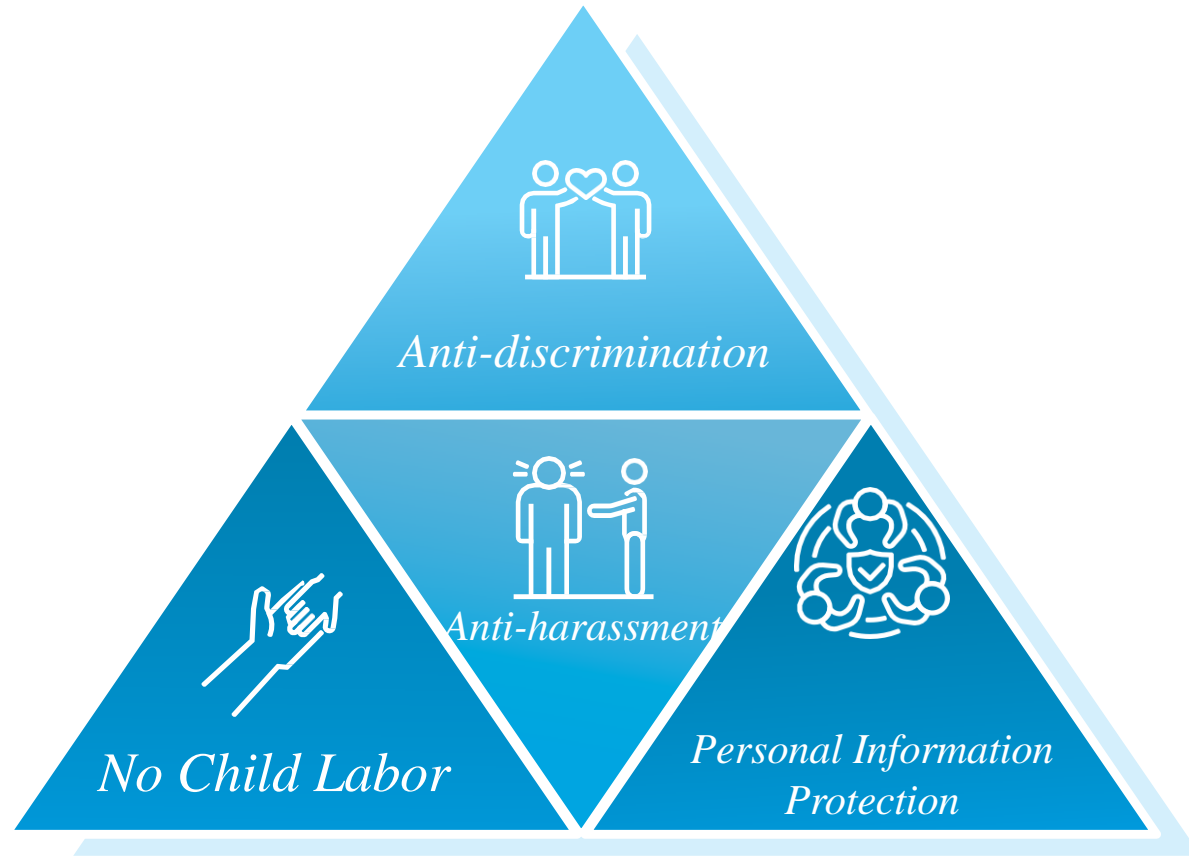 Anti-discrimination
Anti-harassment
No Child Labor
Personal Information
Protection